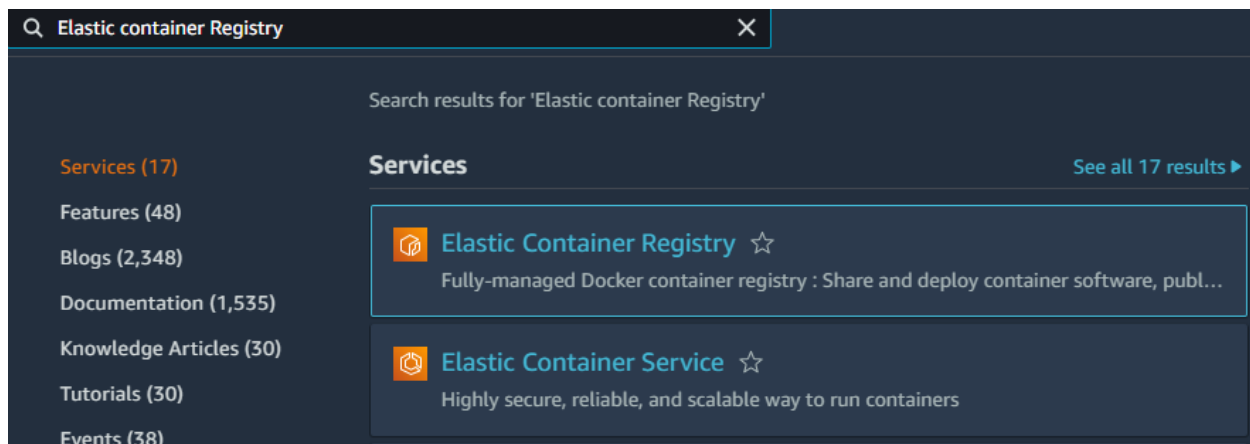 Elastic container Registry
Search results for 'Elastic container Registry'
Services (17)
Features (48)
Blogs (2,348)
Documentation (1,535)
Knowledge Articles (30)
Tutorials (30)
Events (38)
Services
See all 17 results
Elastic Container Registry
Fully-managed Docker container registry : Share and deploy container software, publ...
Elastic Container Service
Highly secure, reliable, and scalable way to run containers